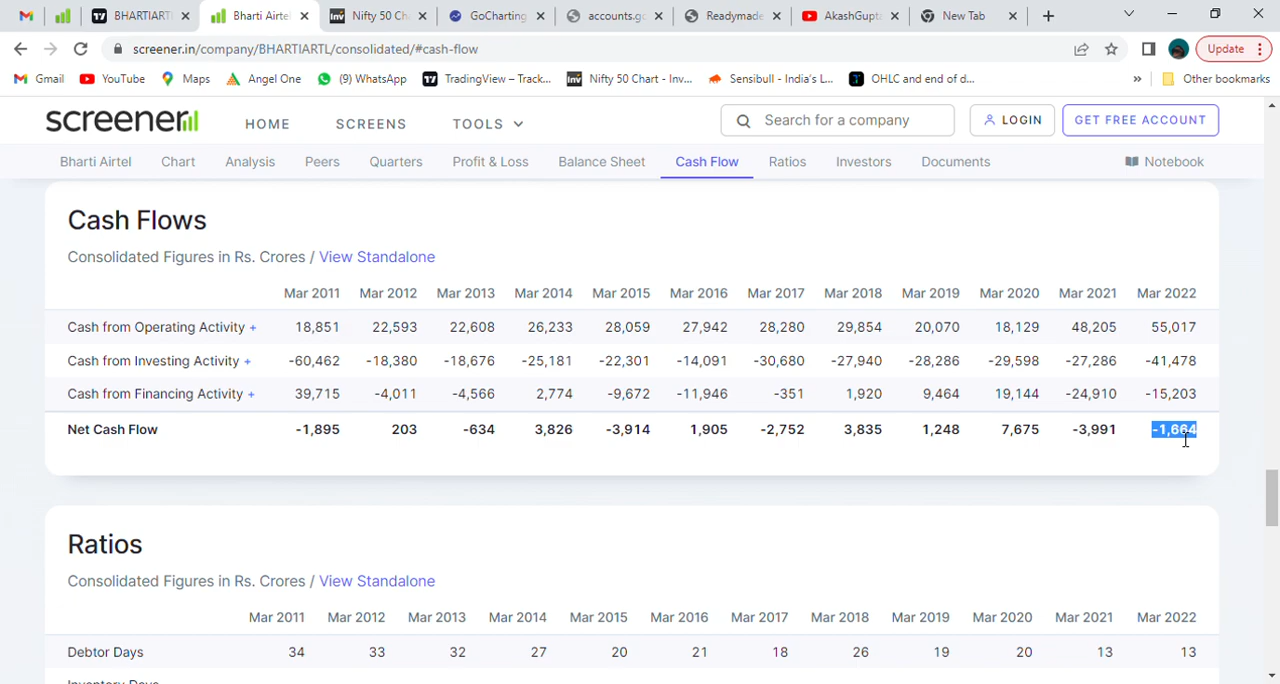 BHARTIARTI
Bharti Airte
Nifty 50 Ch
GoCharting
accounts.go
Readymade
AkashGupt
New Tab
screener.in/company/BHARTIARTL/consolidated/#cash-flow
Update
Gmail YouTube Maps Angel One (9) WhatsApp TradingView – Track... Nifty 50 Chart - Inv... Sensibull - India's L... OHLC and end of d... » Other bookmarks
screener HOME SCREENS TOOLS Search for a company LOGIN GET FREE ACCOUNT
Bharti Airtel Chart Analysis Peers Quarters Profit & Loss Balance Sheet Cash Flow Ratios Investors Documents Notebook
Cash Flows
Consolidated Figures in Rs. Crores / View Standalone
Mar 2011 Mar 2012 Mar 2013 Mar 2014 Mar 2015 Mar 2016 Mar 2017 Mar 2018 Mar 2019 Mar 2020 Mar 2021 Mar 2022
Cash from Operating Activity + 18,851 22,593 22,608 26,233 28,059 27,942 28,280 29,854 20,070 18,129 48,205 55,017
Cash from Investing Activity + -60,462 -18,380 -18,676 -25,181 -22,301 -14,091 -30,680 -27,940 -28,286 -29,598 -27,286 -41,478
Cash from Financing Activity + 39,715 -4,011 -4,566 2,774 -9,672 -11,946 -351 1,920 9,464 19,144 -24,910 -15,203
Net Cash Flow -1,895 203 -634 3,826 -3,914 1,905 -2,752 3,835 1,248 7,675 -3,991 -1,664
Ratios
Consolidated Figures in Rs. Crores / View Standalone
Mar 2011 Mar 2012 Mar 2013 Mar 2014 Mar 2015 Mar 2016 Mar 2017 Mar 2018 Mar 2019 Mar 2020 Mar 2021 Mar 2022
Debtor Days 34 33 32 27 20 21 18 26 19 20 13 13